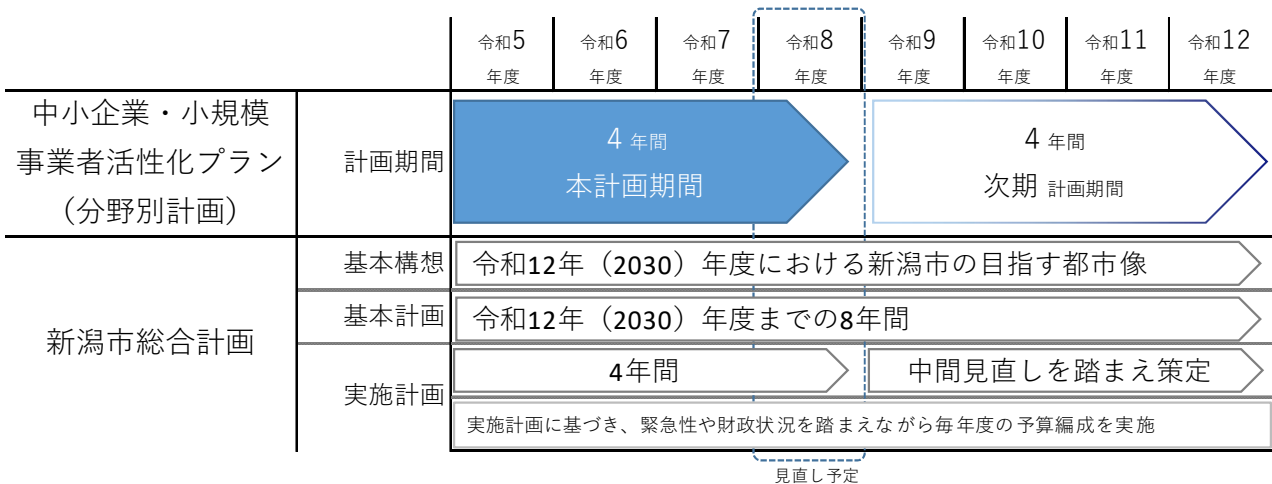 令和5年度
令和6年度
令和7年度
令和8年度
令和9年度
令和10年度
令和11年度
令和12年度
中小企業・小規模
事業者活性化プラン
(分野別計画)
計画期間
4 年間
本計画期間
4 年間
次期 計画期間
新潟市総合計画
基本構想
令和12年（2030）年度における新潟市の目指す都市像
基本計画
令和12年（2030）年度までの8年間
実施計画
4年間
中間見直しを踏まえ策定
実施計画に基づき、緊急性や財政状況を踏まえながら毎年度の予算編成を実施
見直し予定